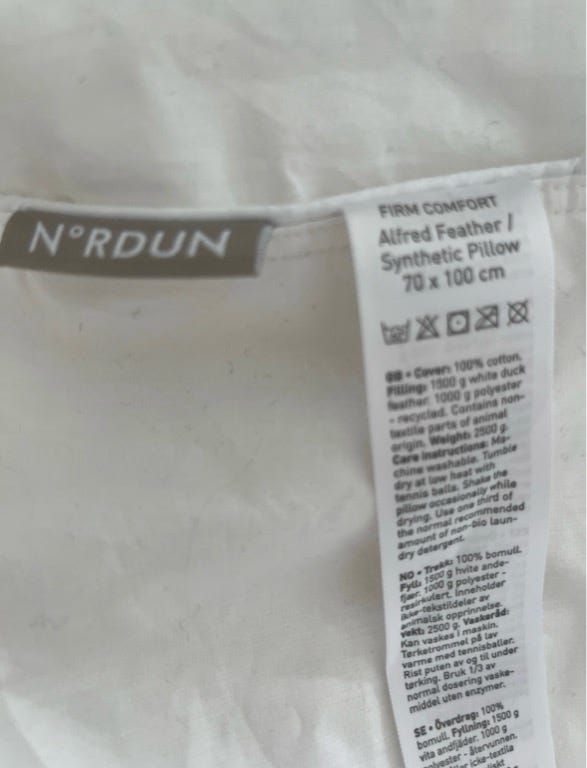 N°RDUN
FIRM COMFORT
Alfred Feather /
Synthetic Pillow
70 x 100 cm
GB • Cover: 100% cotton.
Filling: 1500 g white duck
feather. 1000 g polyester
- recycled. Contains non-
textile parts of animal
origin. Weight: 2500 g.
Care instructions: Ma-
chine washable. Tumble
dry at low heat with
tennis balls. Shake the
pillow occasionally while
drying. Use one third of
the normal recommended
amount of non-bio laun-
dry detergent.
NO • Trekk: 100% bomull.
Fyll: 1500 g hvite ande-
fjær. 1000 g polyester -
resirkulert. Inneholder
ikke-tekstildeler av
animalsk opprinnelse.
Vekt: 2500 g. Vaskeråd:
Kan vaskes i maskin.
Tørketrommel på lav
varme med tennisballer.
Rist puten av og til under
tørking. Bruk 1/3 av
normal dosering vaske-
middel uten enzymer.
SE • Överdrag: 100%
bomull. Fyllning: 1500 g
vita andfjäder. 1000 g
polyester - återvunnen.
icke-textila